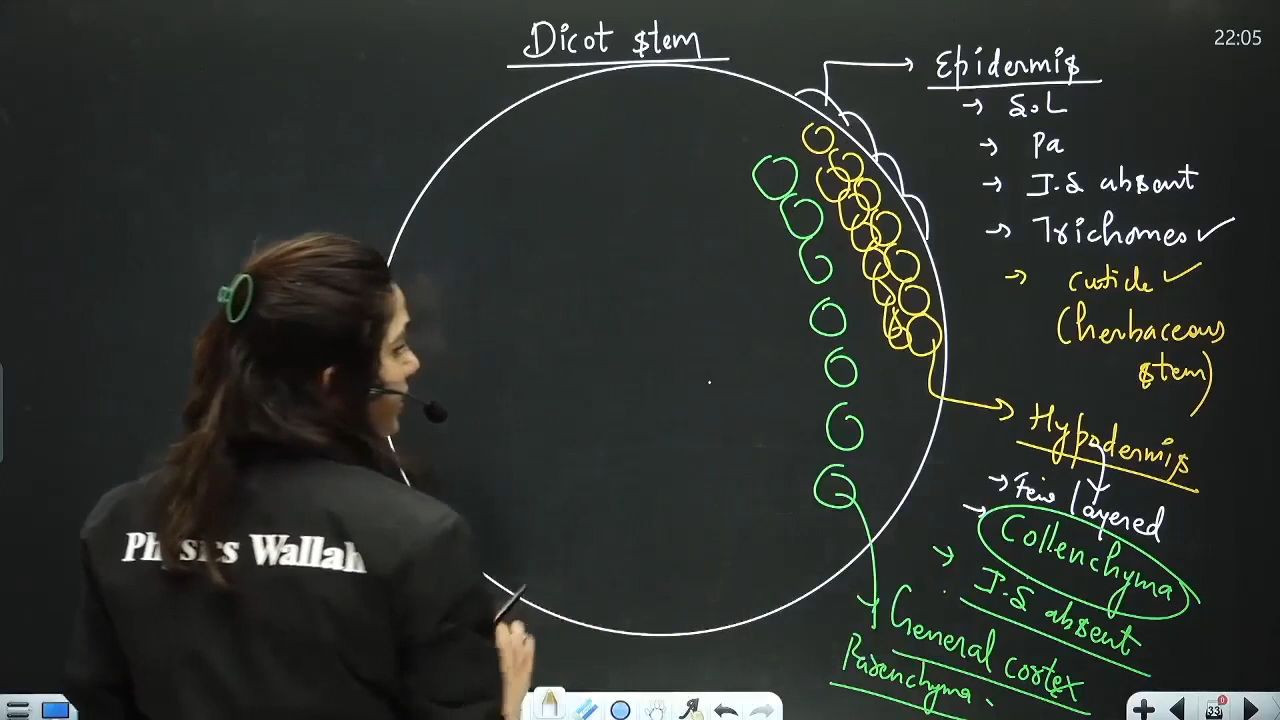 Dicot stem
22:05
Epidermis
→ S.L
→ Pa
→ I.S absent
→ Trichomes ✓
→ cuticle ✓
(herbaceous
stem)
Hypodermis
→ Few layered
→ Collenchyma
→ I.S absent
General cortex
Parenchyma
Physics Wallah
33